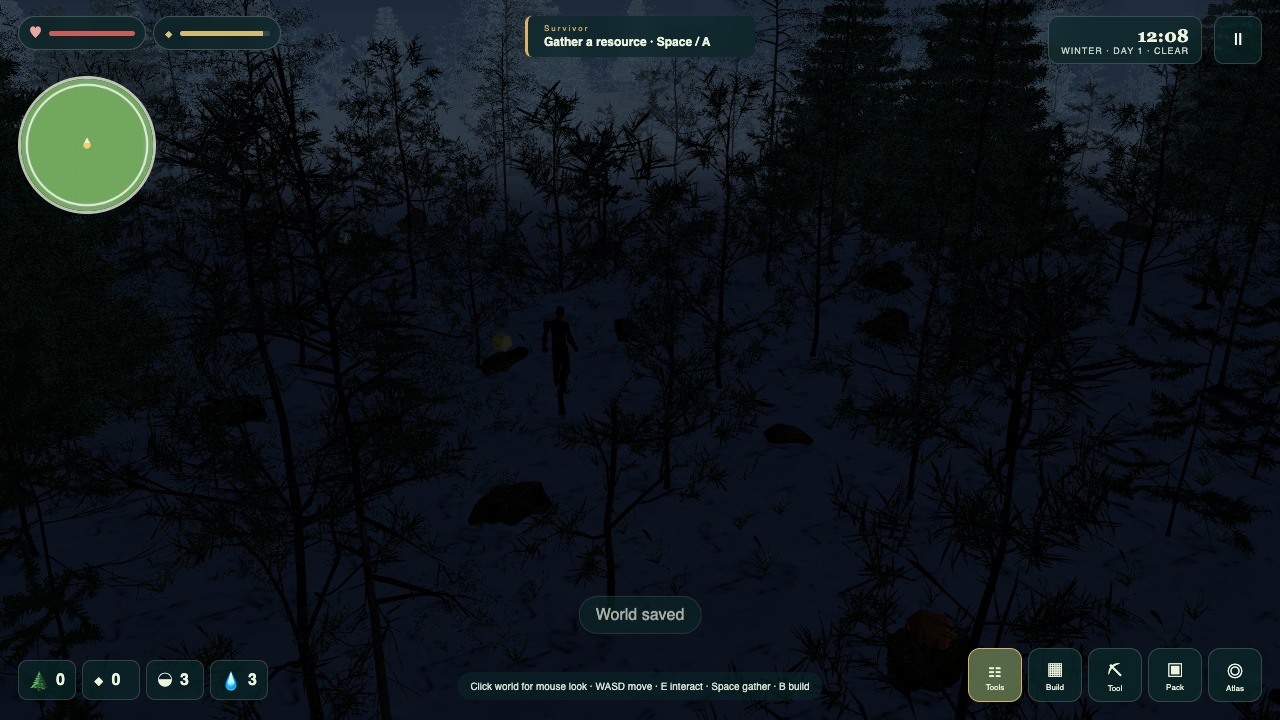 Survivor
Gather a resource · Space / A
12:08
WINTER · DAY 1 · CLEAR
World saved
0
0
3
3
Click world for mouse look · WASD move · E interact · Space gather · B build
Tools
Build
Tool
Pack
Atlas